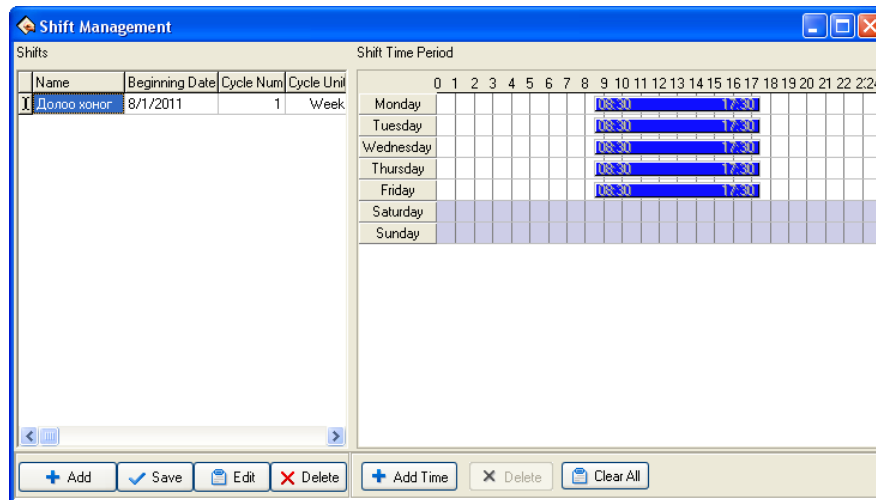 Shift Management
Shifts
Shift Time Period
Name Beginning Date Cycle Num Cycle Unit
Долоо хоног 8/1/2011 1 Week
0 1 2 3 4 5 6 7 8 9 10 11 12 13 14 15 16 17 18 19 20 21 22 23 24
Monday 08:30 17:30
Tuesday 08:30 17:30
Wednesday 08:30 17:30
Thursday 08:30 17:30
Friday 08:30 17:30
Saturday
Sunday
Add Save Edit Delete
Add Time Delete Clear All